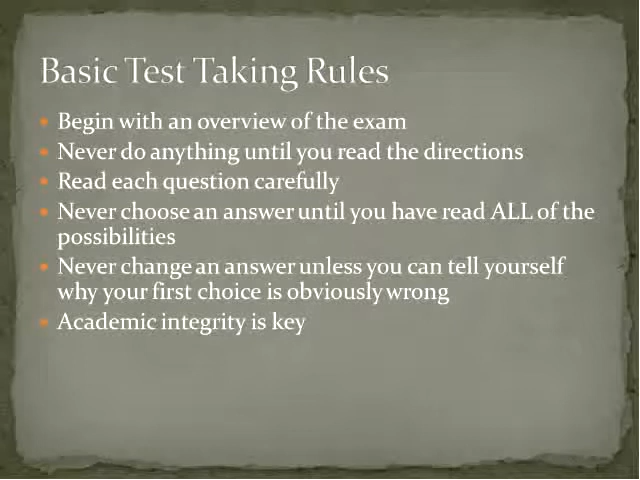 Basic Test Taking Rules
• Begin with an overview of the exam
• Never do anything until you read the directions
• Read each question carefully
• Never choose an answer until you have read ALL of the
possibilities
• Never change an answer unless you can tell yourself
why your first choice is obviously wrong
• Academic integrity is key